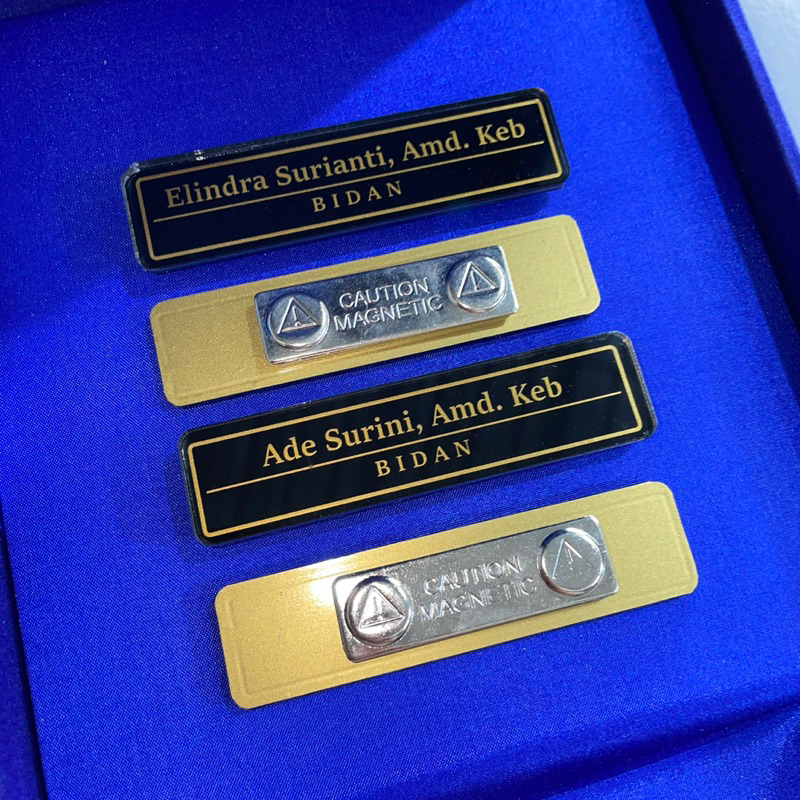 Elindra Surianti, Amd. Keb
BIDAN
CAUTION
MAGNETIC
Ade Surini, Amd. Keb
BIDAN
CAUTION
MAGNETIC